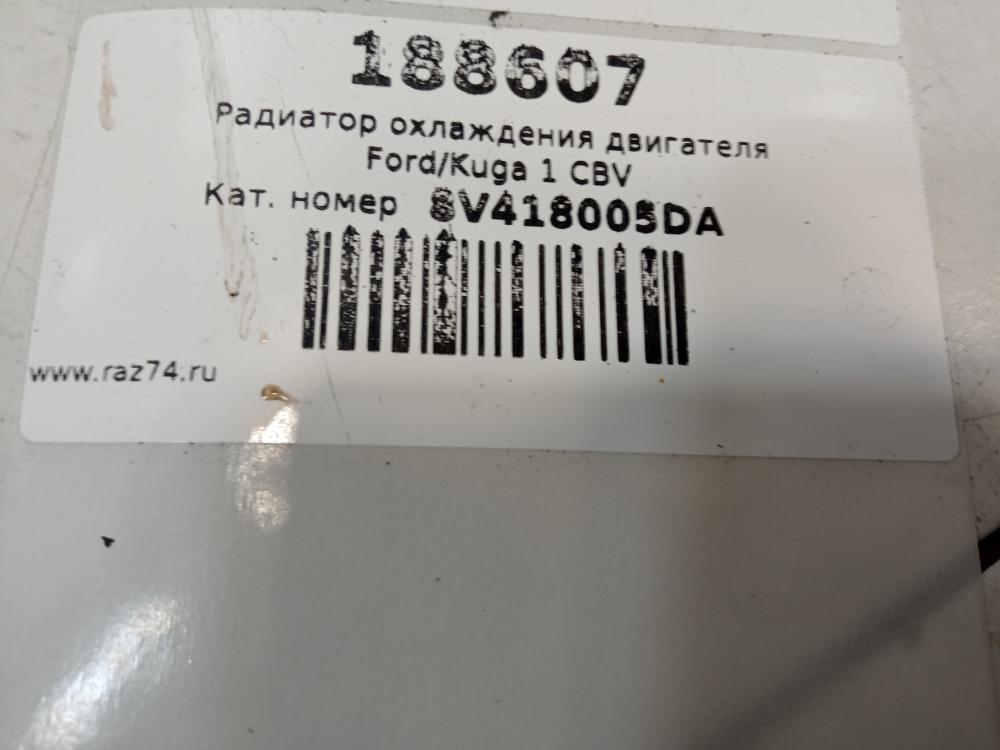 188607
Радиатор охлаждения двигателя
Ford/Kuga 1 CBV
Кат. номер 8V418005DA
www.raz74.ru